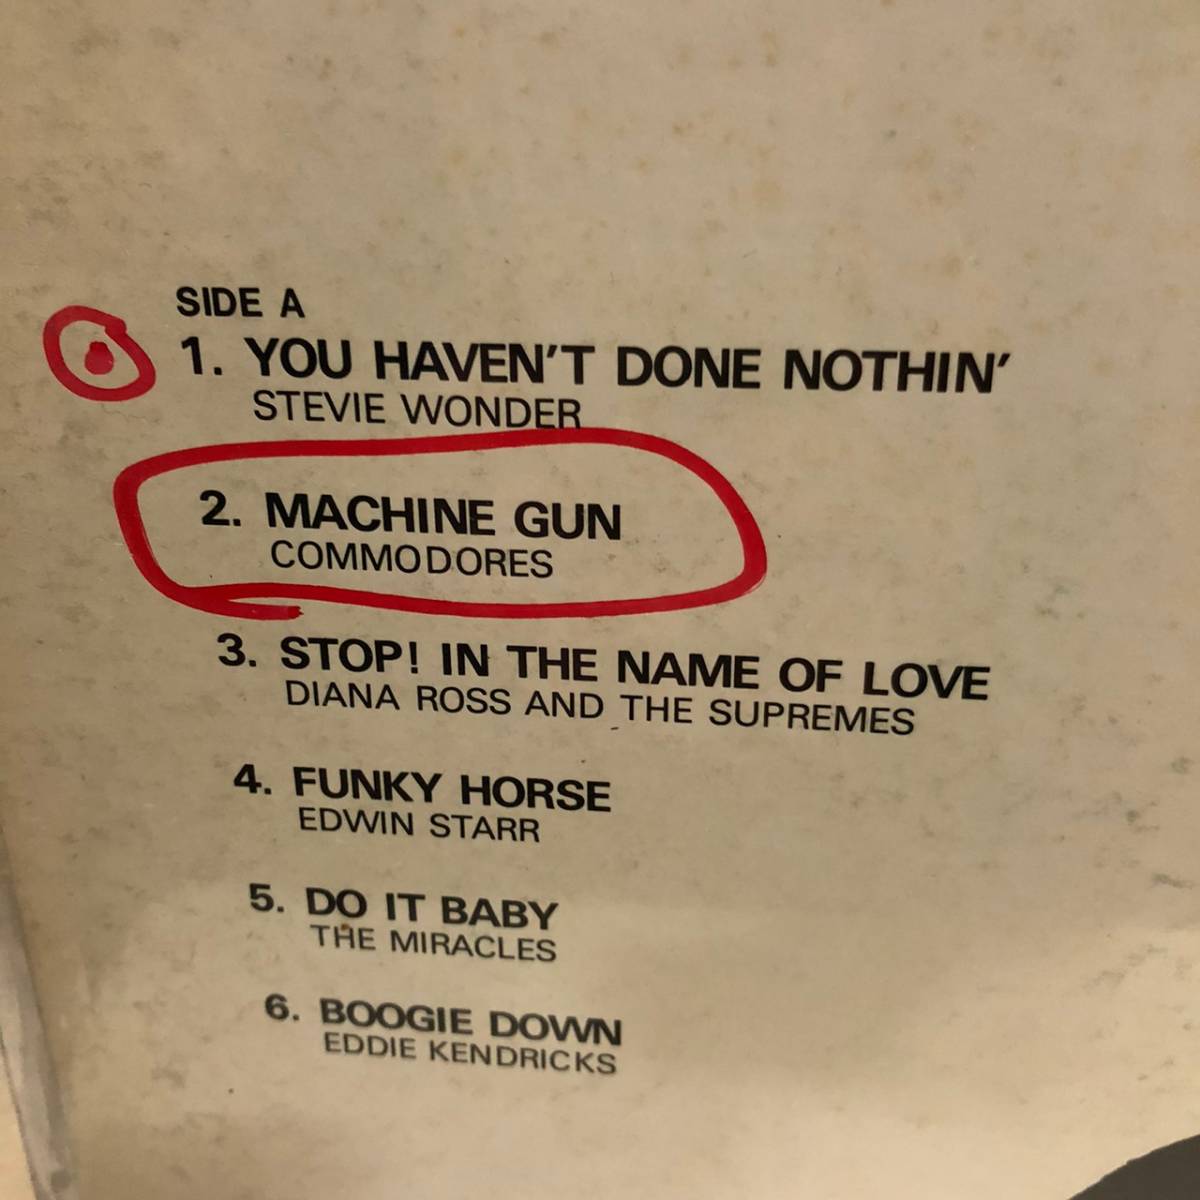 SIDE A
1. YOU HAVEN'T DONE NOTHIN'
STEVIE WONDER
2. MACHINE GUN
COMMODORES
3. STOP! IN THE NAME OF LOVE
DIANA ROSS AND THE SUPREMES
4. FUNKY HORSE
EDWIN STARR
5. DO IT BABY
THE MIRACLES
6. BOOGIE DOWN
EDDIE KENDRICKS